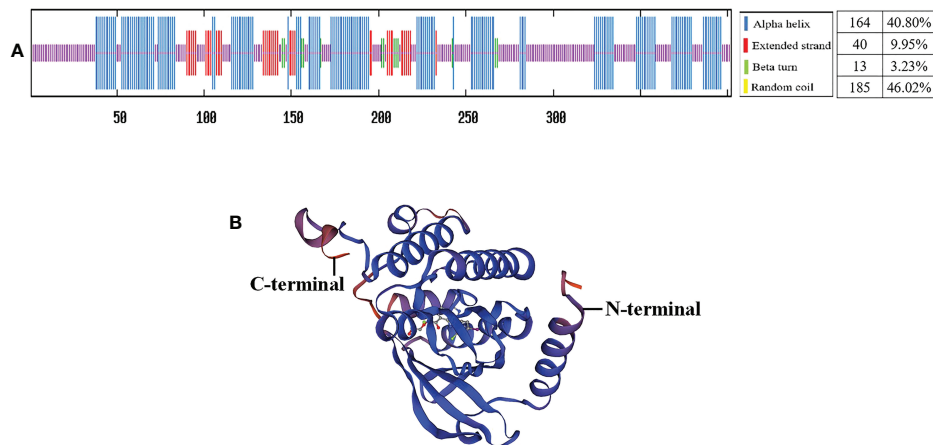 A
Alpha helix 164 40.80%
Extended strand 40 9.95%
Beta turn 13 3.23%
Random coil 185 46.02%
50 100 150 200 250 300
B
C-terminal
N-terminal